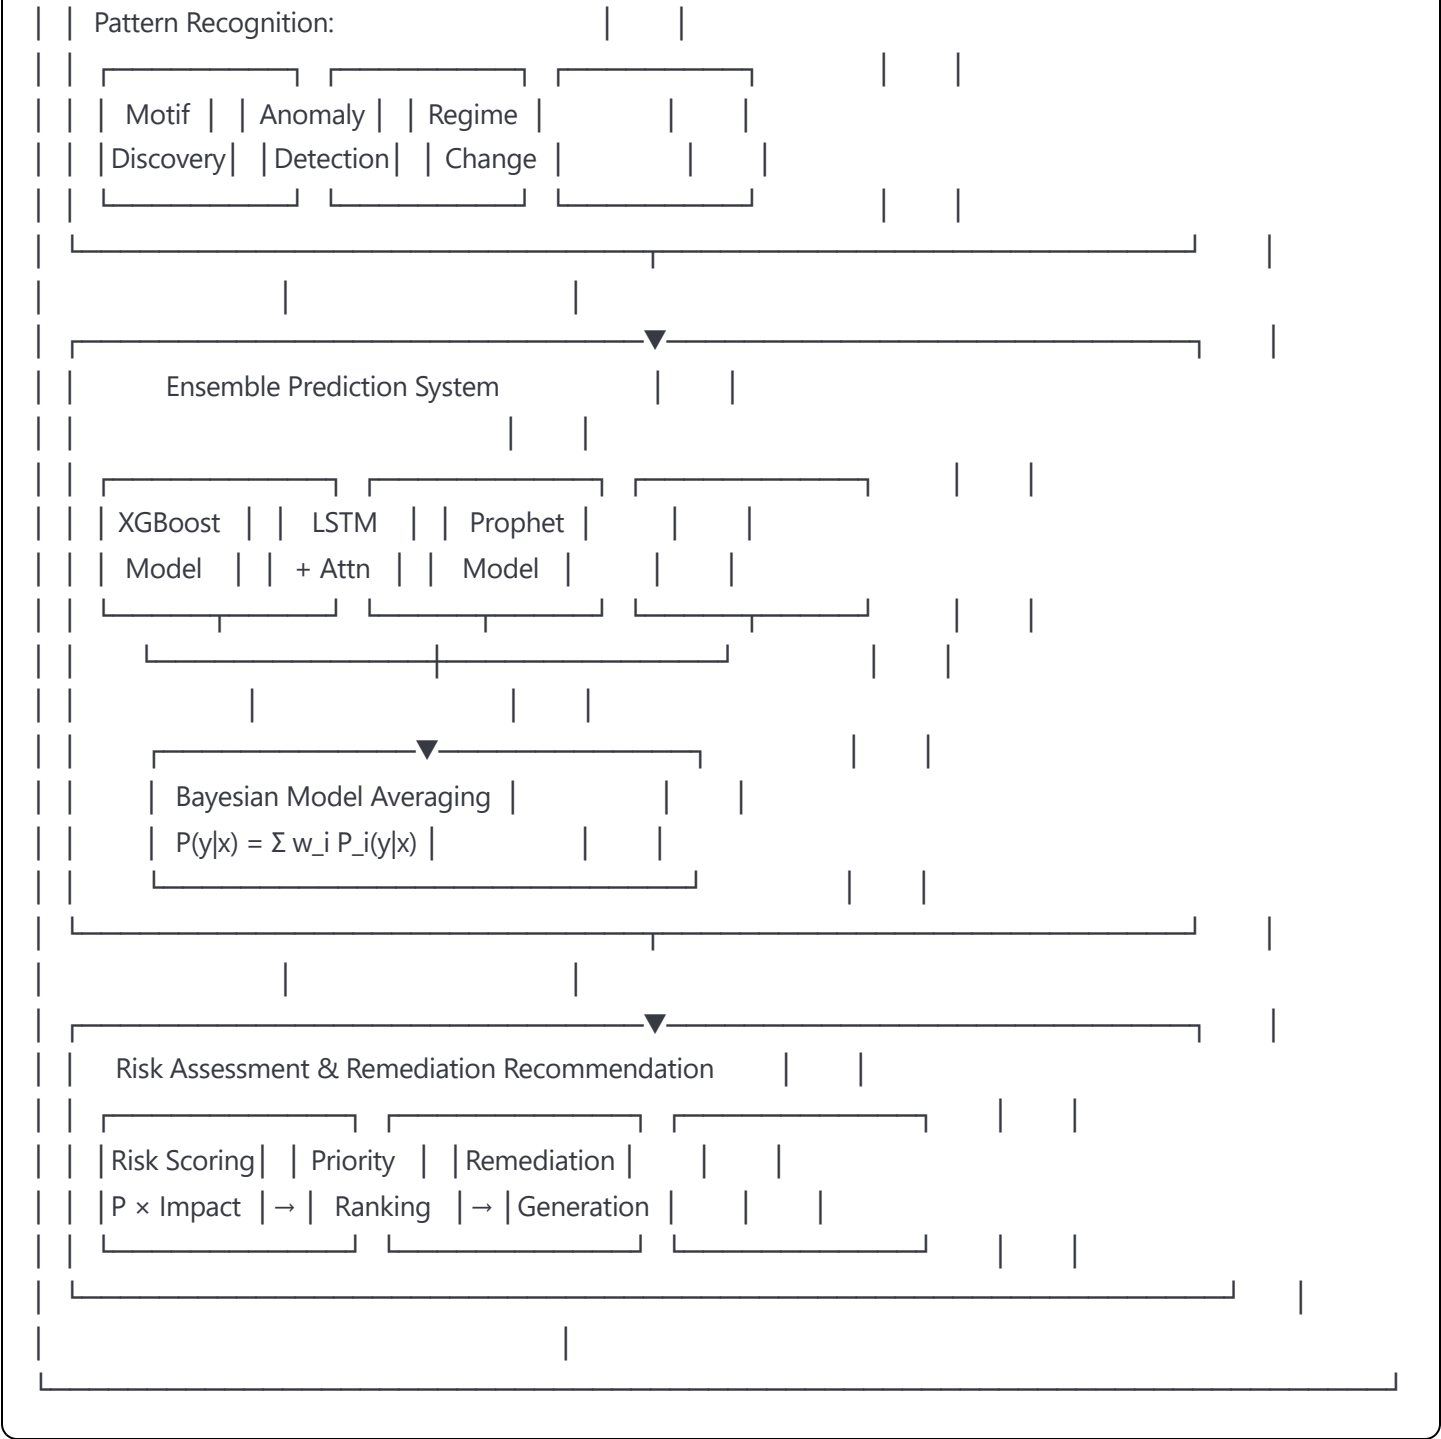 Pattern Recognition:
Motif Anomaly Regime
Discovery Detection Change
Ensemble Prediction System
XGBoost LSTM Prophet
Model + Attn Model
Bayesian Model Averaging
P(y|x) = Σ w_i P_i(y|x)
Risk Assessment & Remediation Recommendation
Risk Scoring Priority Remediation
P × Impact → Ranking → Generation